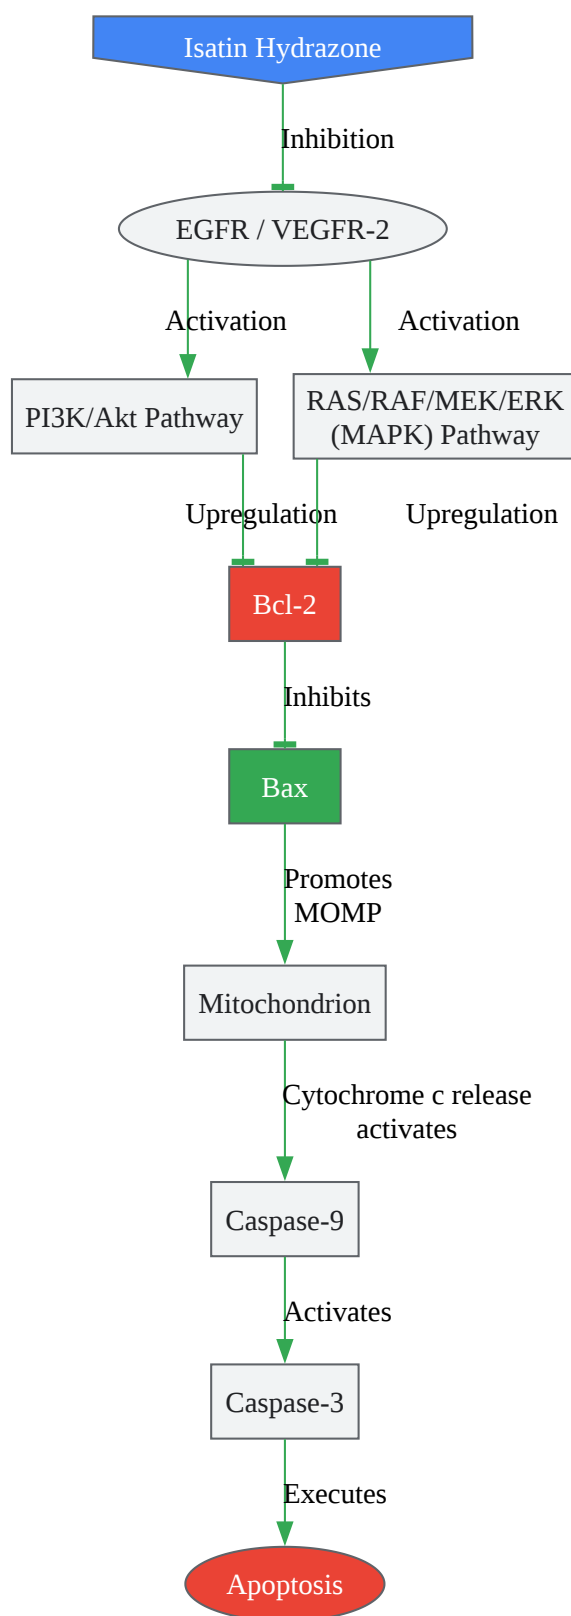 Isatin Hydrazone
Inhibition
EGFR / VEGFR-2
Activation
Activation
PI3K/Akt Pathway
RAS/RAF/MEK/ERK
(MAPK) Pathway
Upregulation
Upregulation
Bcl-2
Inhibits
Bax
Promotes
MOMP
Mitochondrion
Cytochrome c release
activates
Caspase-9
Activates
Caspase-3
Executes
Apoptosis